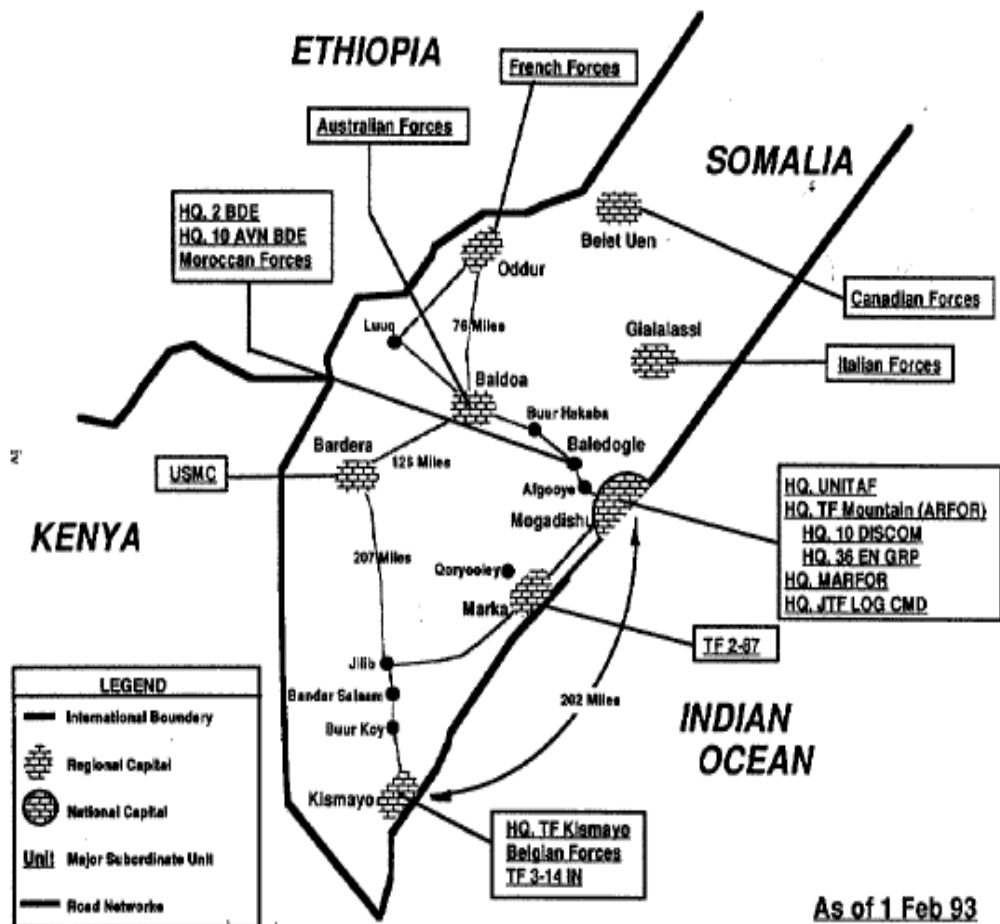 ETHIOPIA
French Forces
Australian Forces
SOMALIA
HQ, 2 BDE
HQ, 10 AVN BDE
Moroccan Forces
Belet Uen
Oddur
Canadian Forces
Luuq
76 Miles
Gialalassi
Italian Forces
Baidoa
Buur Hakaba
Bardera
Baledogle
USMC
125 Miles
Afgooye
Mogadishu
HQ, UNITAF
HQ, TF Mountain (ARFOR)
HQ, 10 DISCOM
HQ, 36 EN GRP
HQ, MARFOR
HQ, JTF LOG CMD
KENYA
207 Miles
Qoryooley
Marka
TF 2-87
Jilib
Bandar Salaam
262 Miles
Buur Koy
INDIAN
OCEAN
Kismayo
HQ, TF Kismayo
Belgian Forces
TF 3-14 IN
LEGEND
International Boundary
Regional Capital
National Capital
Unit Major Subordinate Unit
Road Networks
As of 1 Feb 93